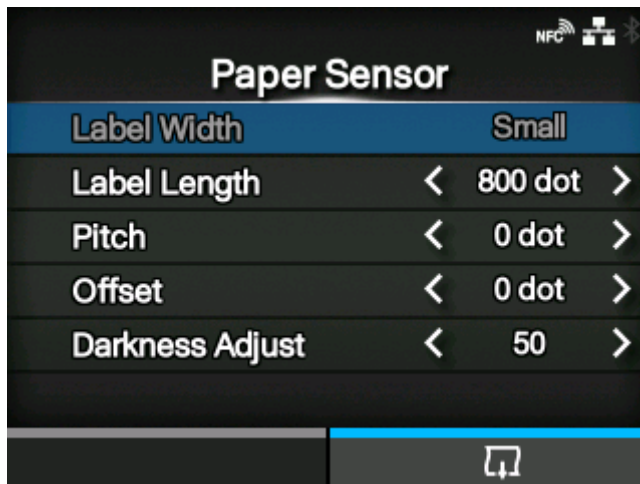 NFC
Paper Sensor
Label Width Small
Label Length 800 dot
Pitch 0 dot
Offset 0 dot
Darkness Adjust 50